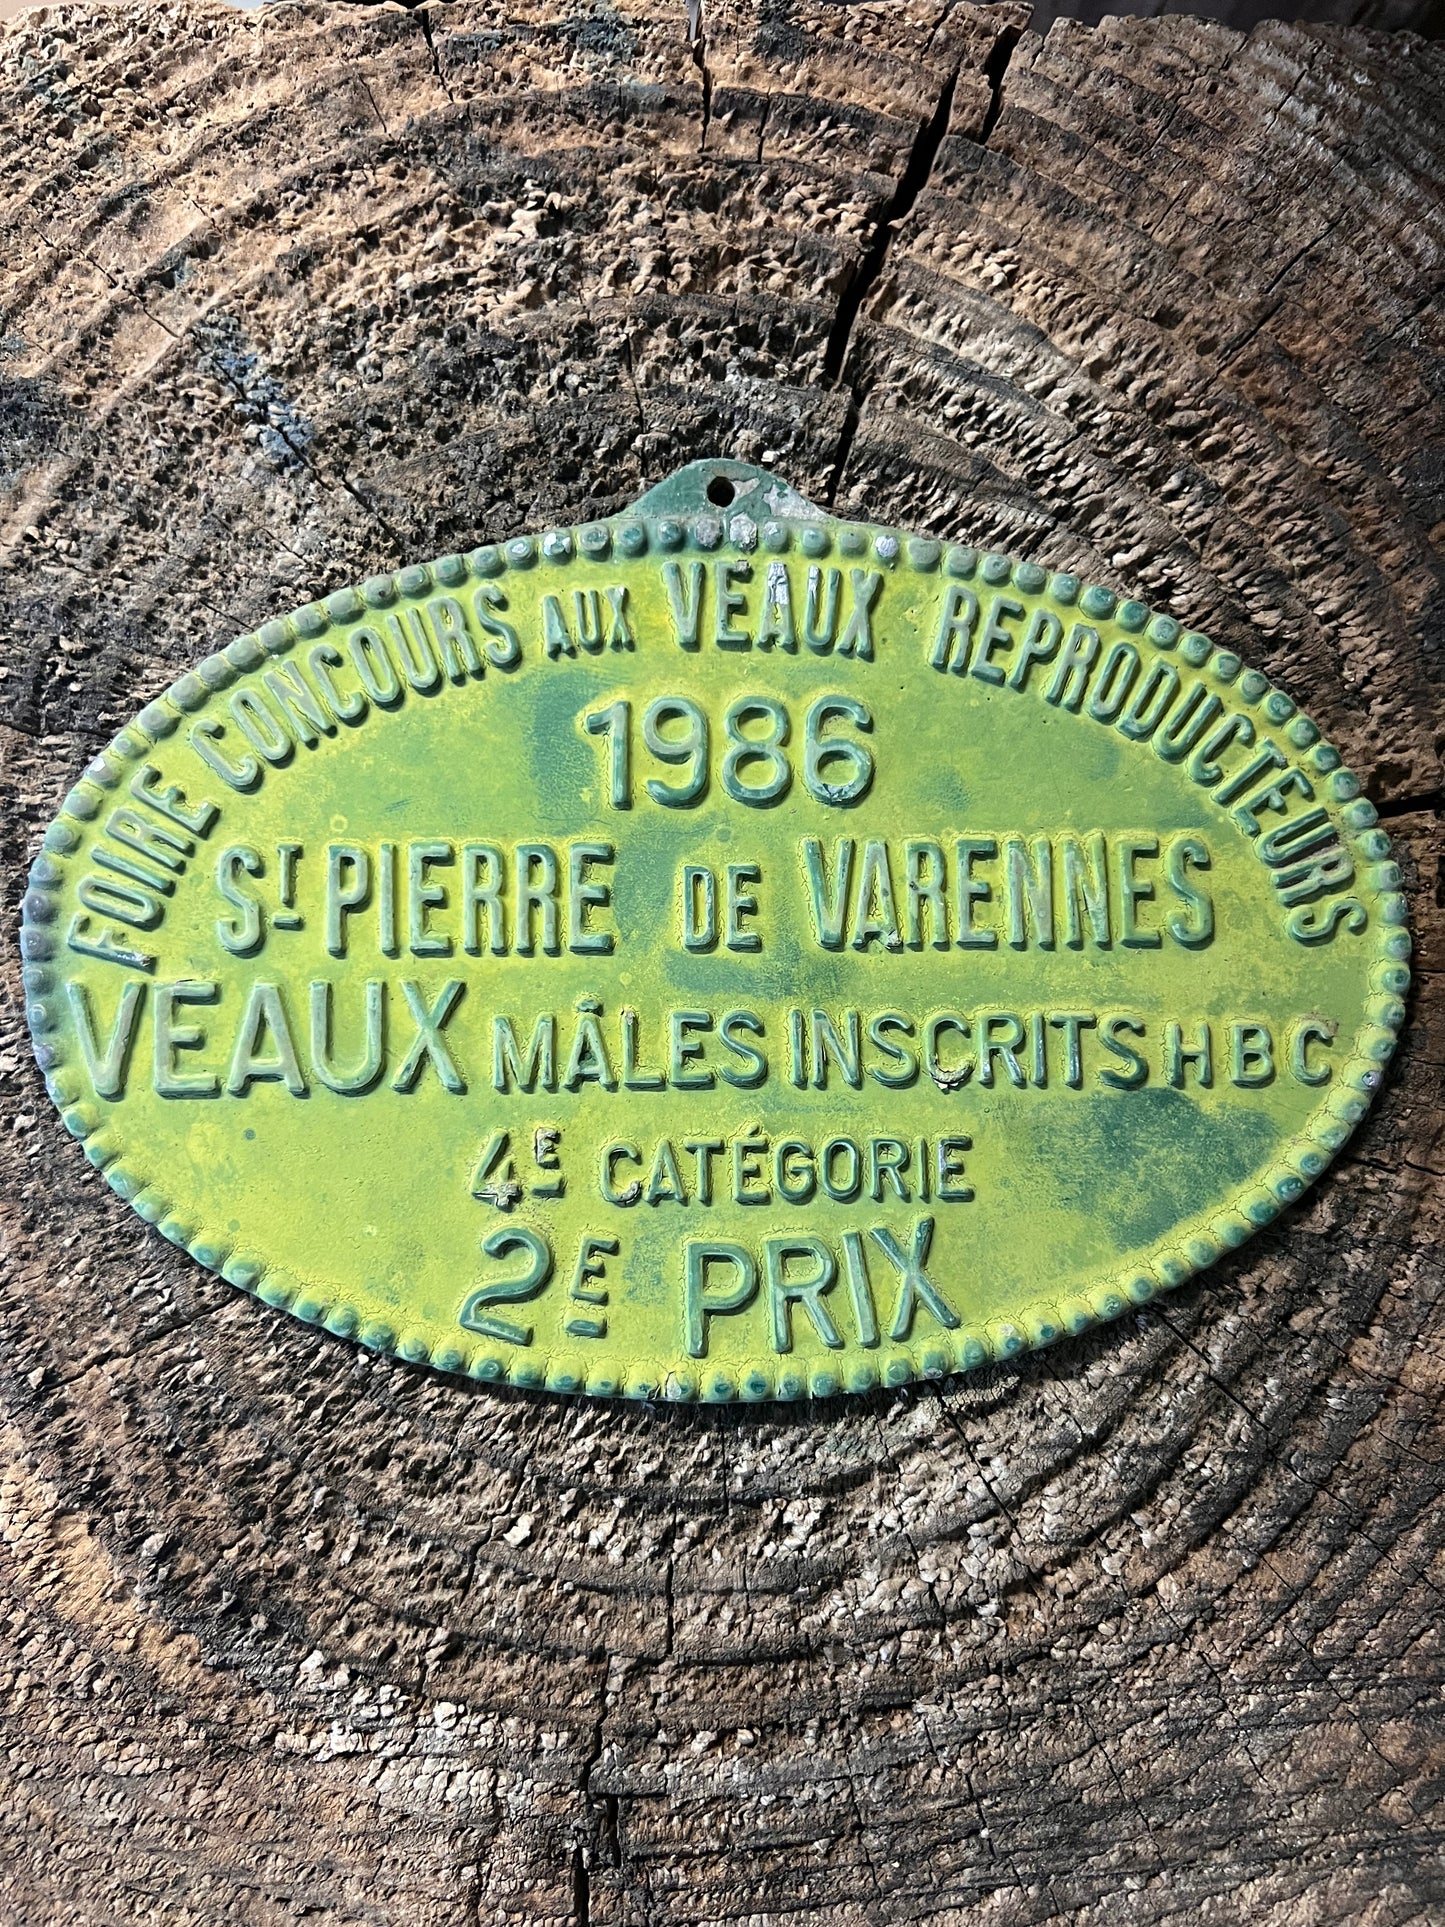 FOIRE CONCOURS AUX VEAUX REPRODUCTEURS
1986
ST PIERRE DE VARENNES
VEAUX MÂLES INSCRITS HBC
4E CATÉGORIE
2E PRIX